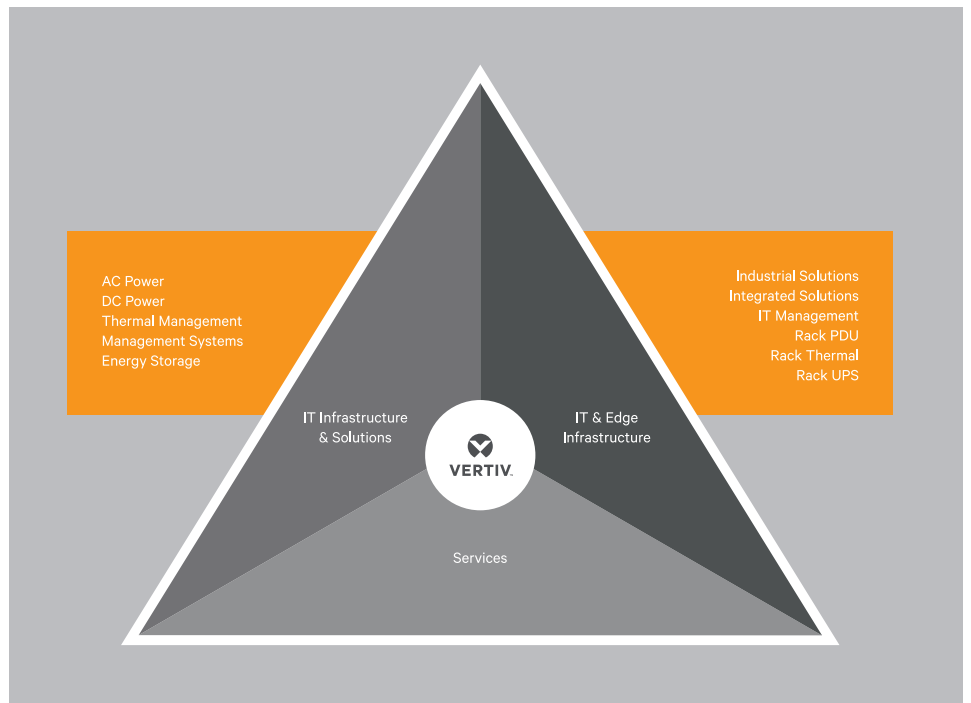 AC Power
DC Power
Thermal Management
Management Systems
Energy Storage
Industrial Solutions
Integrated Solutions
IT Management
Rack PDU
Rack Thermal
Rack UPS
IT Infrastructure
& Solutions
IT & Edge
Infrastructure
VERTIV™
Services